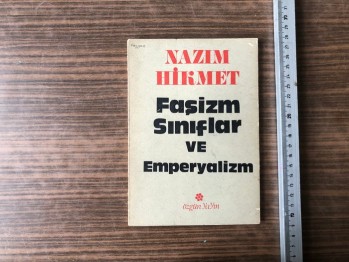 NAZIM
HİKMET
Faşizm
Sınıflar
VE
Emperyalizm